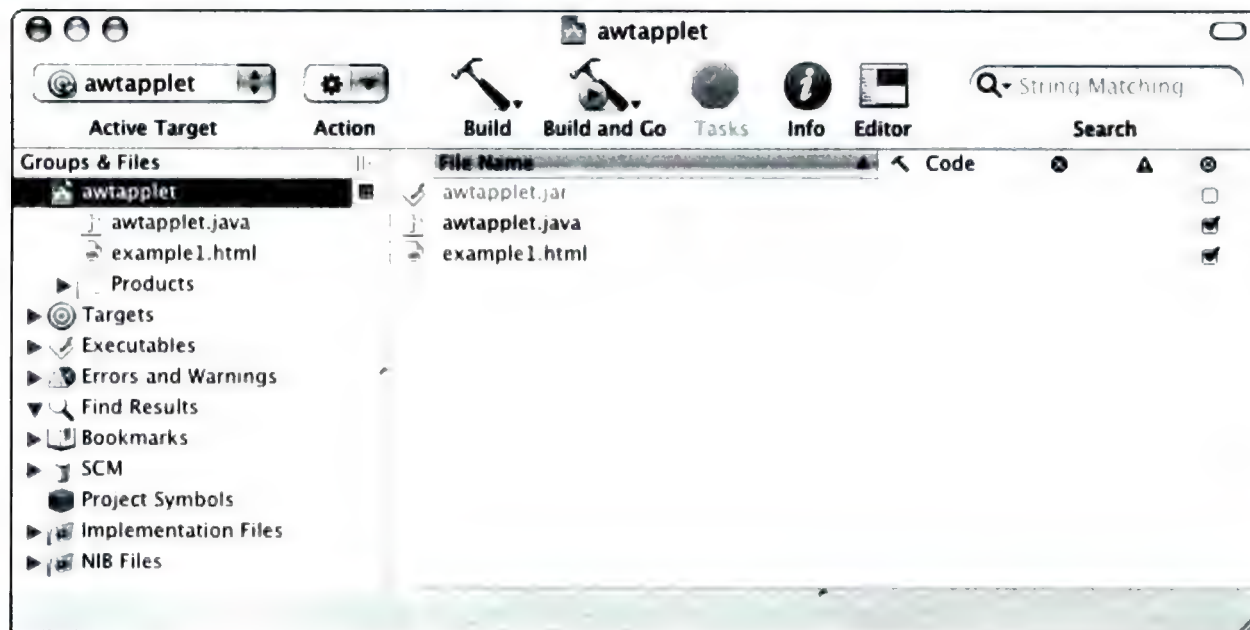 awtapplet
awtapplet
String Matching
Active Target Action Build Build and Go Tasks Info Editor Search
Groups & Files File Name Code
awtapplet awtapplet.jar
awtapplet.java awtapplet.java
example1.html example1.html
Products
Targets
Executables
Errors and Warnings
Find Results
Bookmarks
SCM
Project Symbols
Implementation Files
NIB Files